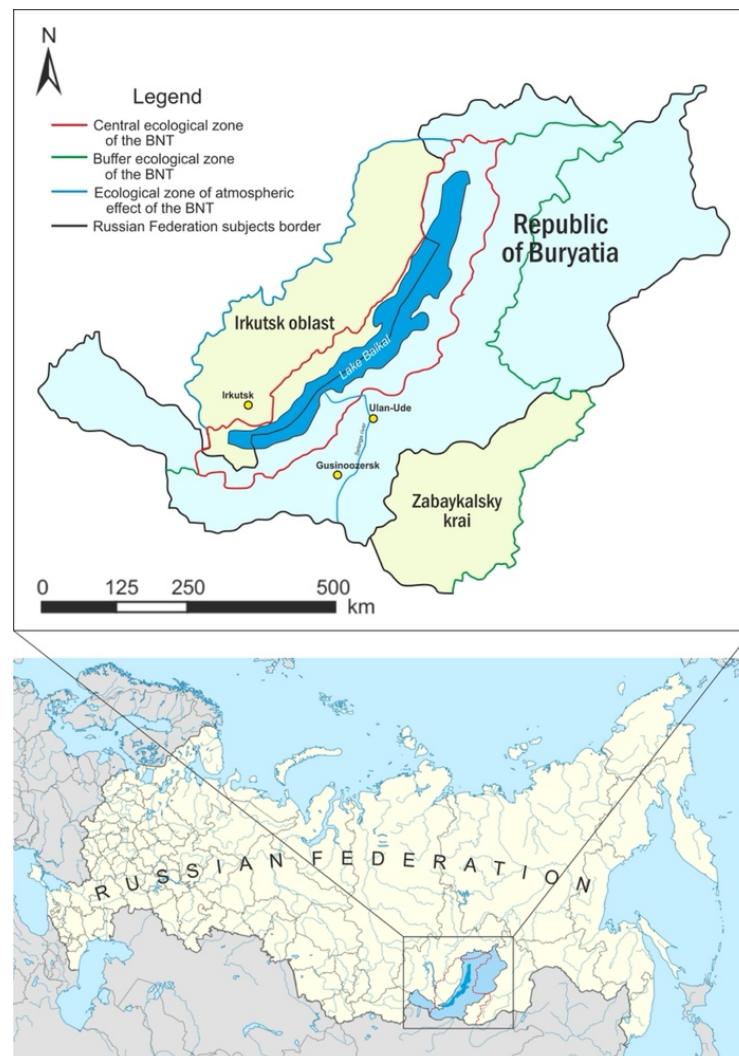 N
Legend
Central ecological zone
of the BNT
Buffer ecological zone
of the BNT
Ecological zone of atmospheric
effect of the BNT
Russian Federation subjects border
Republic
of Buryatia
Irkutsk oblast
Lake Baikal
Irkutsk
Ulan-Ude
Selenga river
Gusinoozersk
Zabaykalsky
krai
0 125 250 500
km
RUSSIAN FEDERATION